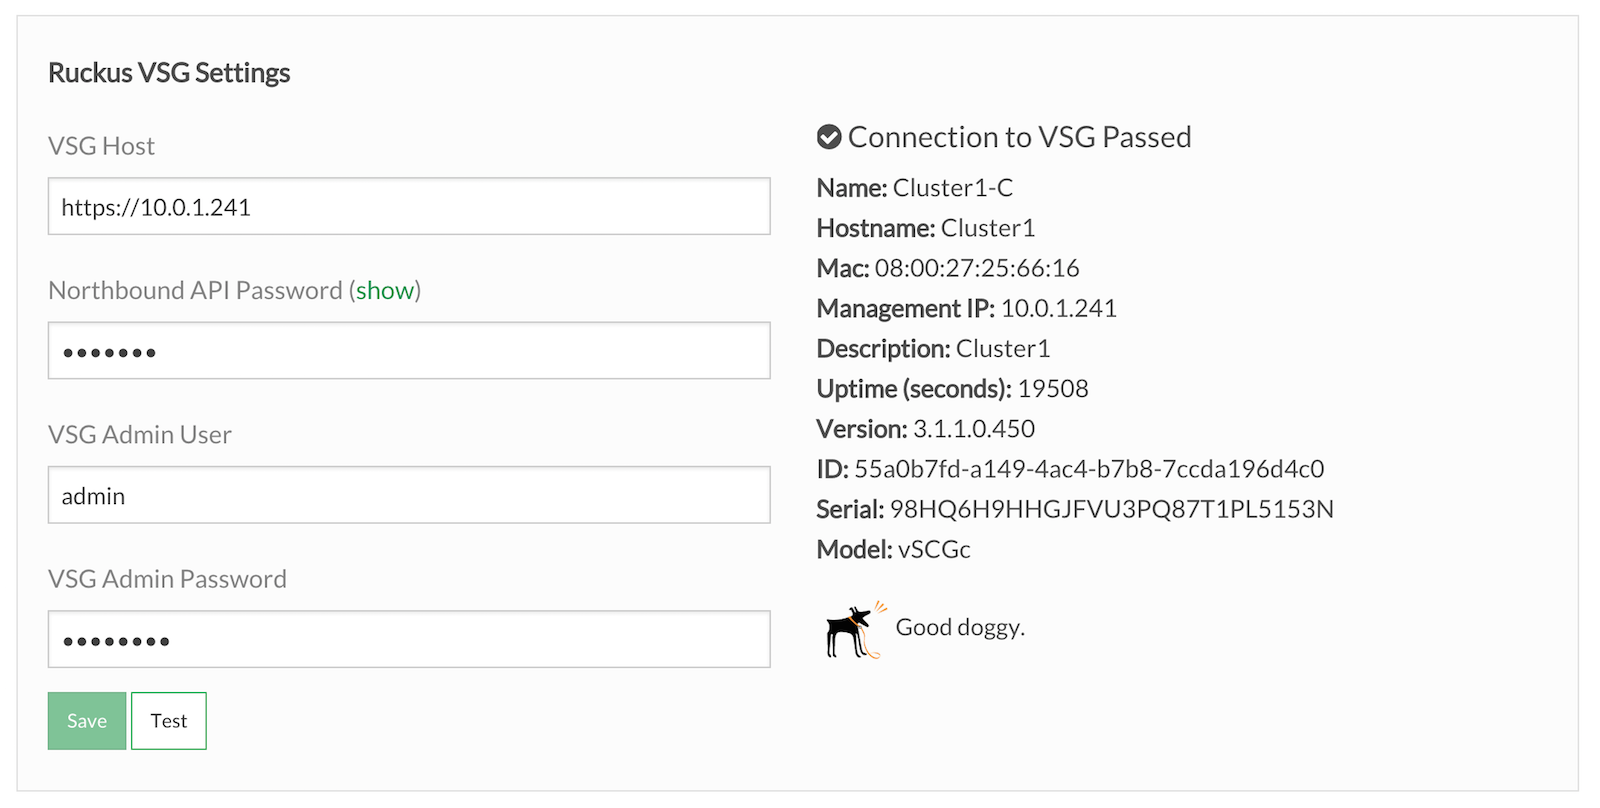 Ruckus VSG Settings
VSG Host
https://10.0.1.241
Northbound API Password (show)
•••••••
VSG Admin User
admin
VSG Admin Password
••••••••
Save
Test
Connection to VSG Passed
Name: Cluster1-C
Hostname: Cluster1
Mac: 08:00:27:25:66:16
Management IP: 10.0.1.241
Description: Cluster1
Uptime (seconds): 19508
Version: 3.1.1.0.450
ID: 55a0b7fd-a149-4ac4-b7b8-7ccda196d4c0
Serial: 98HQ6H9HHGJFVU3PQ87T1PL5153N
Model: vSCGc
Good doggy.